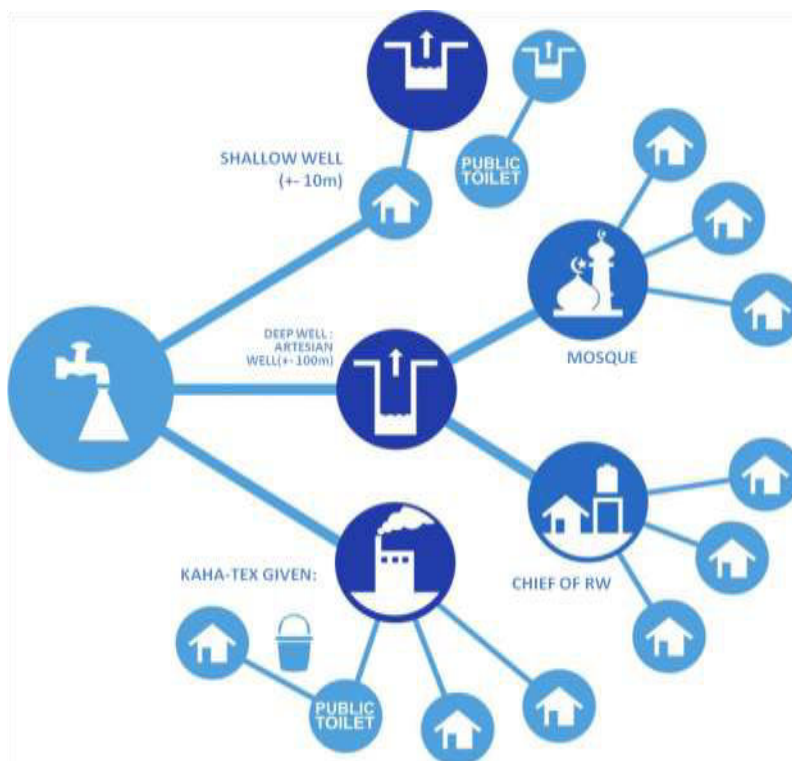 SHALLOW WELL
(+- 10m)
PUBLIC
TOILET
DEEP WELL :
ARTESIAN
WELL(+- 100m)
MOSQUE
KAHA-TEX GIVEN:
CHIEF OF RW
PUBLIC
TOILET